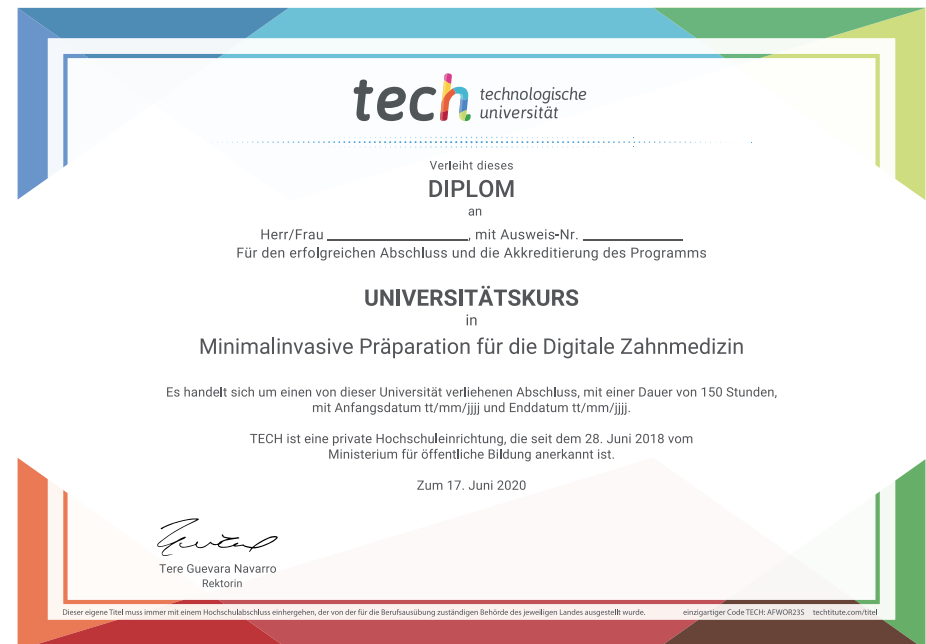 tech technologische
universität
Verleiht dieses
DIPLOM
an
Herr/Frau ____________________, mit Ausweis-Nr. ______________
Für den erfolgreichen Abschluss und die Akkreditierung des Programms
UNIVERSITÄTSKURS
in
Minimalinvasive Präparation für die Digitale Zahnmedizin
Es handelt sich um einen von dieser Universität verliehenen Abschluss, mit einer Dauer von 150 Stunden,
mit Anfangsdatum tt/mm/jjjj und Enddatum tt/mm/jjjj.
TECH ist eine private Hochschuleinrichtung, die seit dem 28. Juni 2018 vom
Ministerium für öffentliche Bildung anerkannt ist.
Zum 17. Juni 2020
Tere Guevara Navarro
Rektorin
Dieser eigene Titel muss immer mit einem Hochschulabschluss einhergehen, der von der für die Berufsausübung zuständigen Behörde des jeweiligen Landes ausgestellt wurde. einzigartiger Code TECH: AFWOR23S techtitute.com/titel